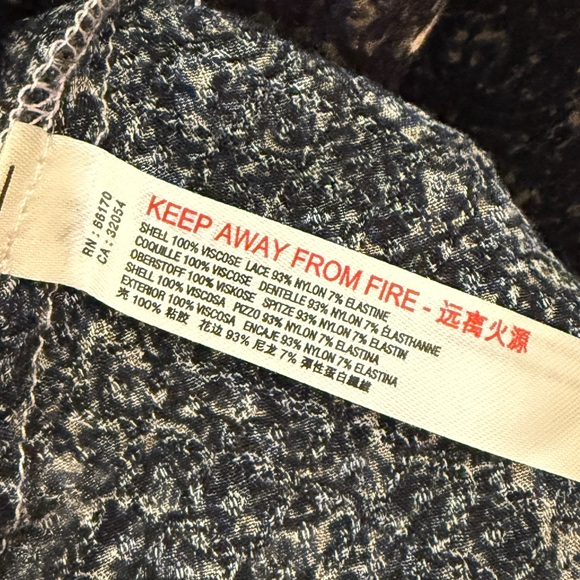 RN : 66170
CA : 32054
KEEP AWAY FROM FIRE - 远离火源
SHELL 100% VISCOSE LACE 93% NYLON 7% ELASTINE
COQUILLE 100% VISCOSE DENTELLE 93% NYLON 7% ÉLASTHANNE
OBERSTOFF 100% VISKOSE SPITZE 93% NYLON 7% ELASTIN
SHELL 100% VISCOSA PIZZO 93% NYLON 7% ELASTINA
EXTERIOR 100% VISCOSA ENCAJE 93% NYLON 7% ELASTINA
壳 100% 粘胶 花边 93% 尼龙 7% 弹性蛋白纖維